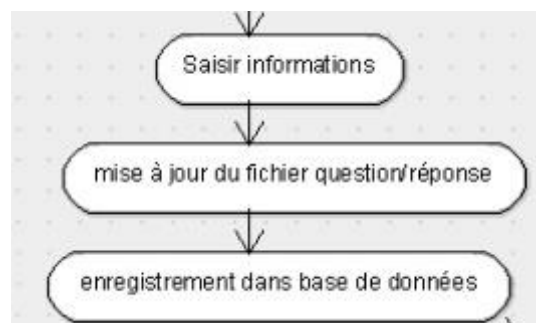 Saisir informations
mise à jour du fichier question/réponse
enregistrement dans base de données